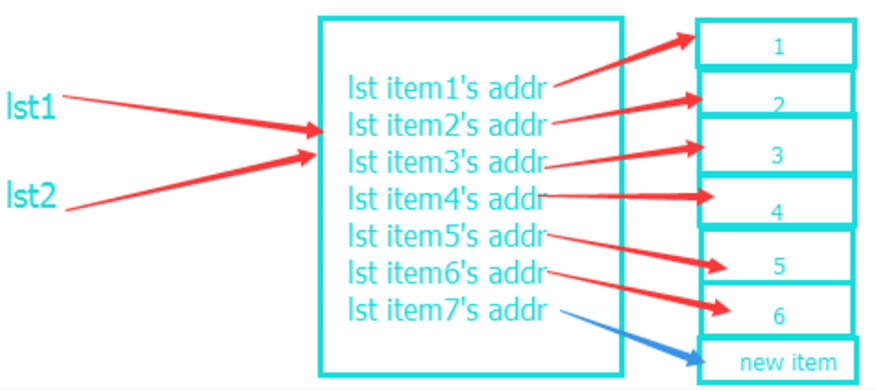 lst1
lst2
lst item1's addr
lst item2's addr
lst item3's addr
lst item4's addr
lst item5's addr
lst item6's addr
lst item7's addr
1
2
3
4
5
6
new item